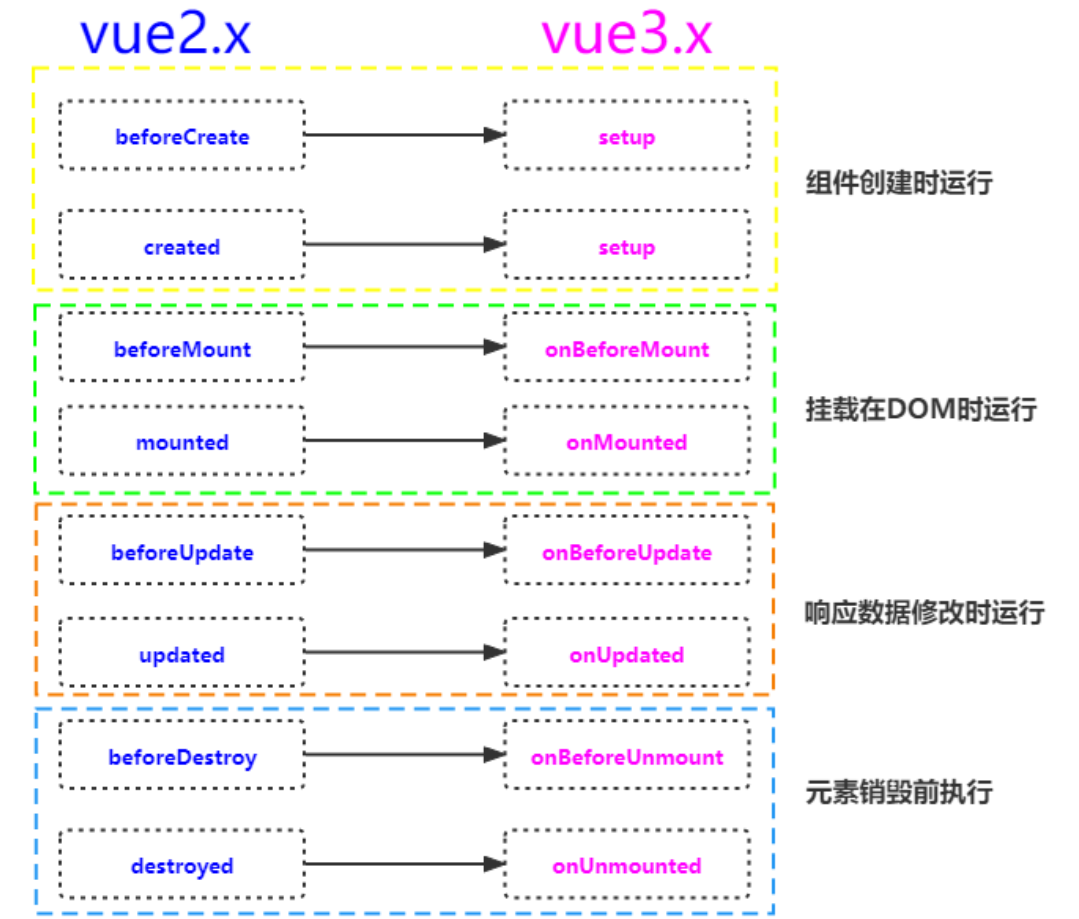 vue2.x vue3.x
beforeCreate setup
组件创建时运行
created setup
beforeMount onBeforeMount
挂载在DOM时运行
mounted onMounted
beforeUpdate onBeforeUpdate
响应数据修改时运行
updated onUpdated
beforeDestroy onBeforeUnmount
元素销毁前执行
destroyed onUnmounted